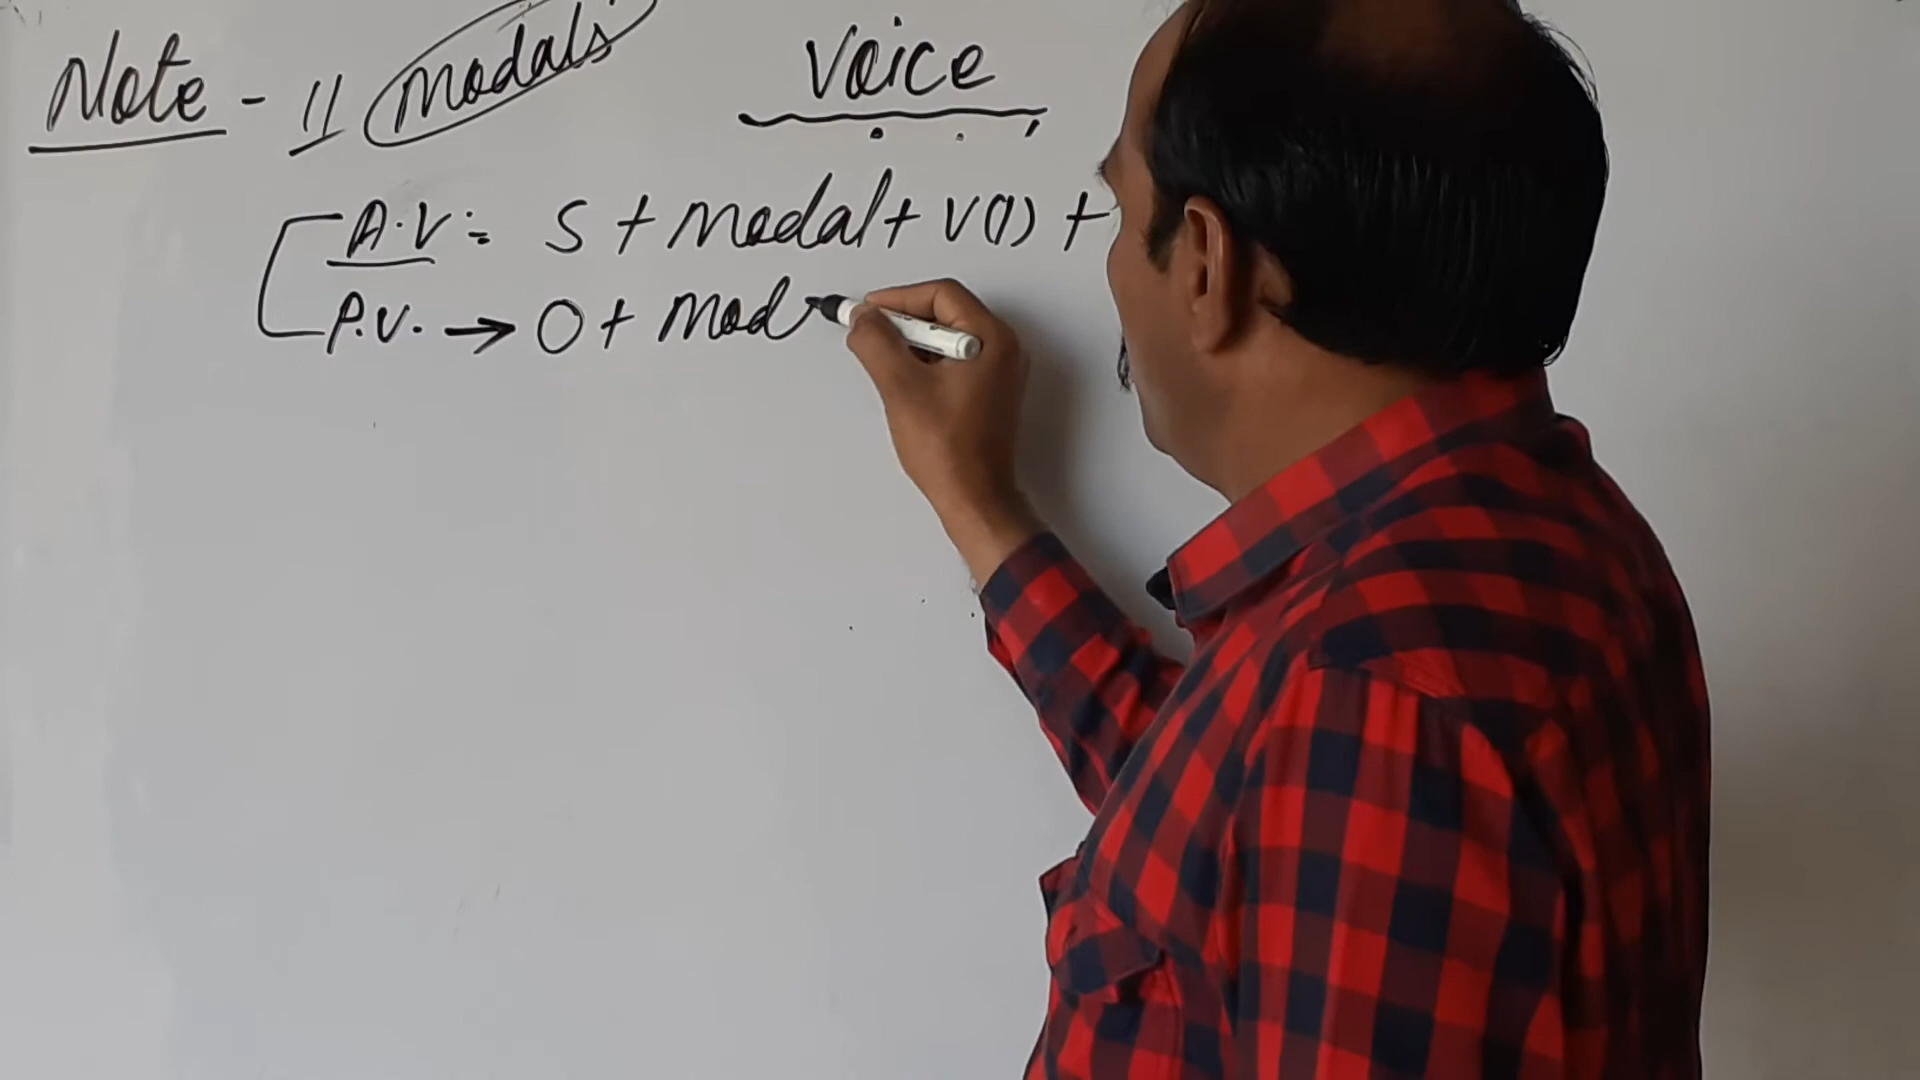 Note - 11 Modals
Voice
A.V:- S + Modal + V(1) +
P.V. → O + Mod